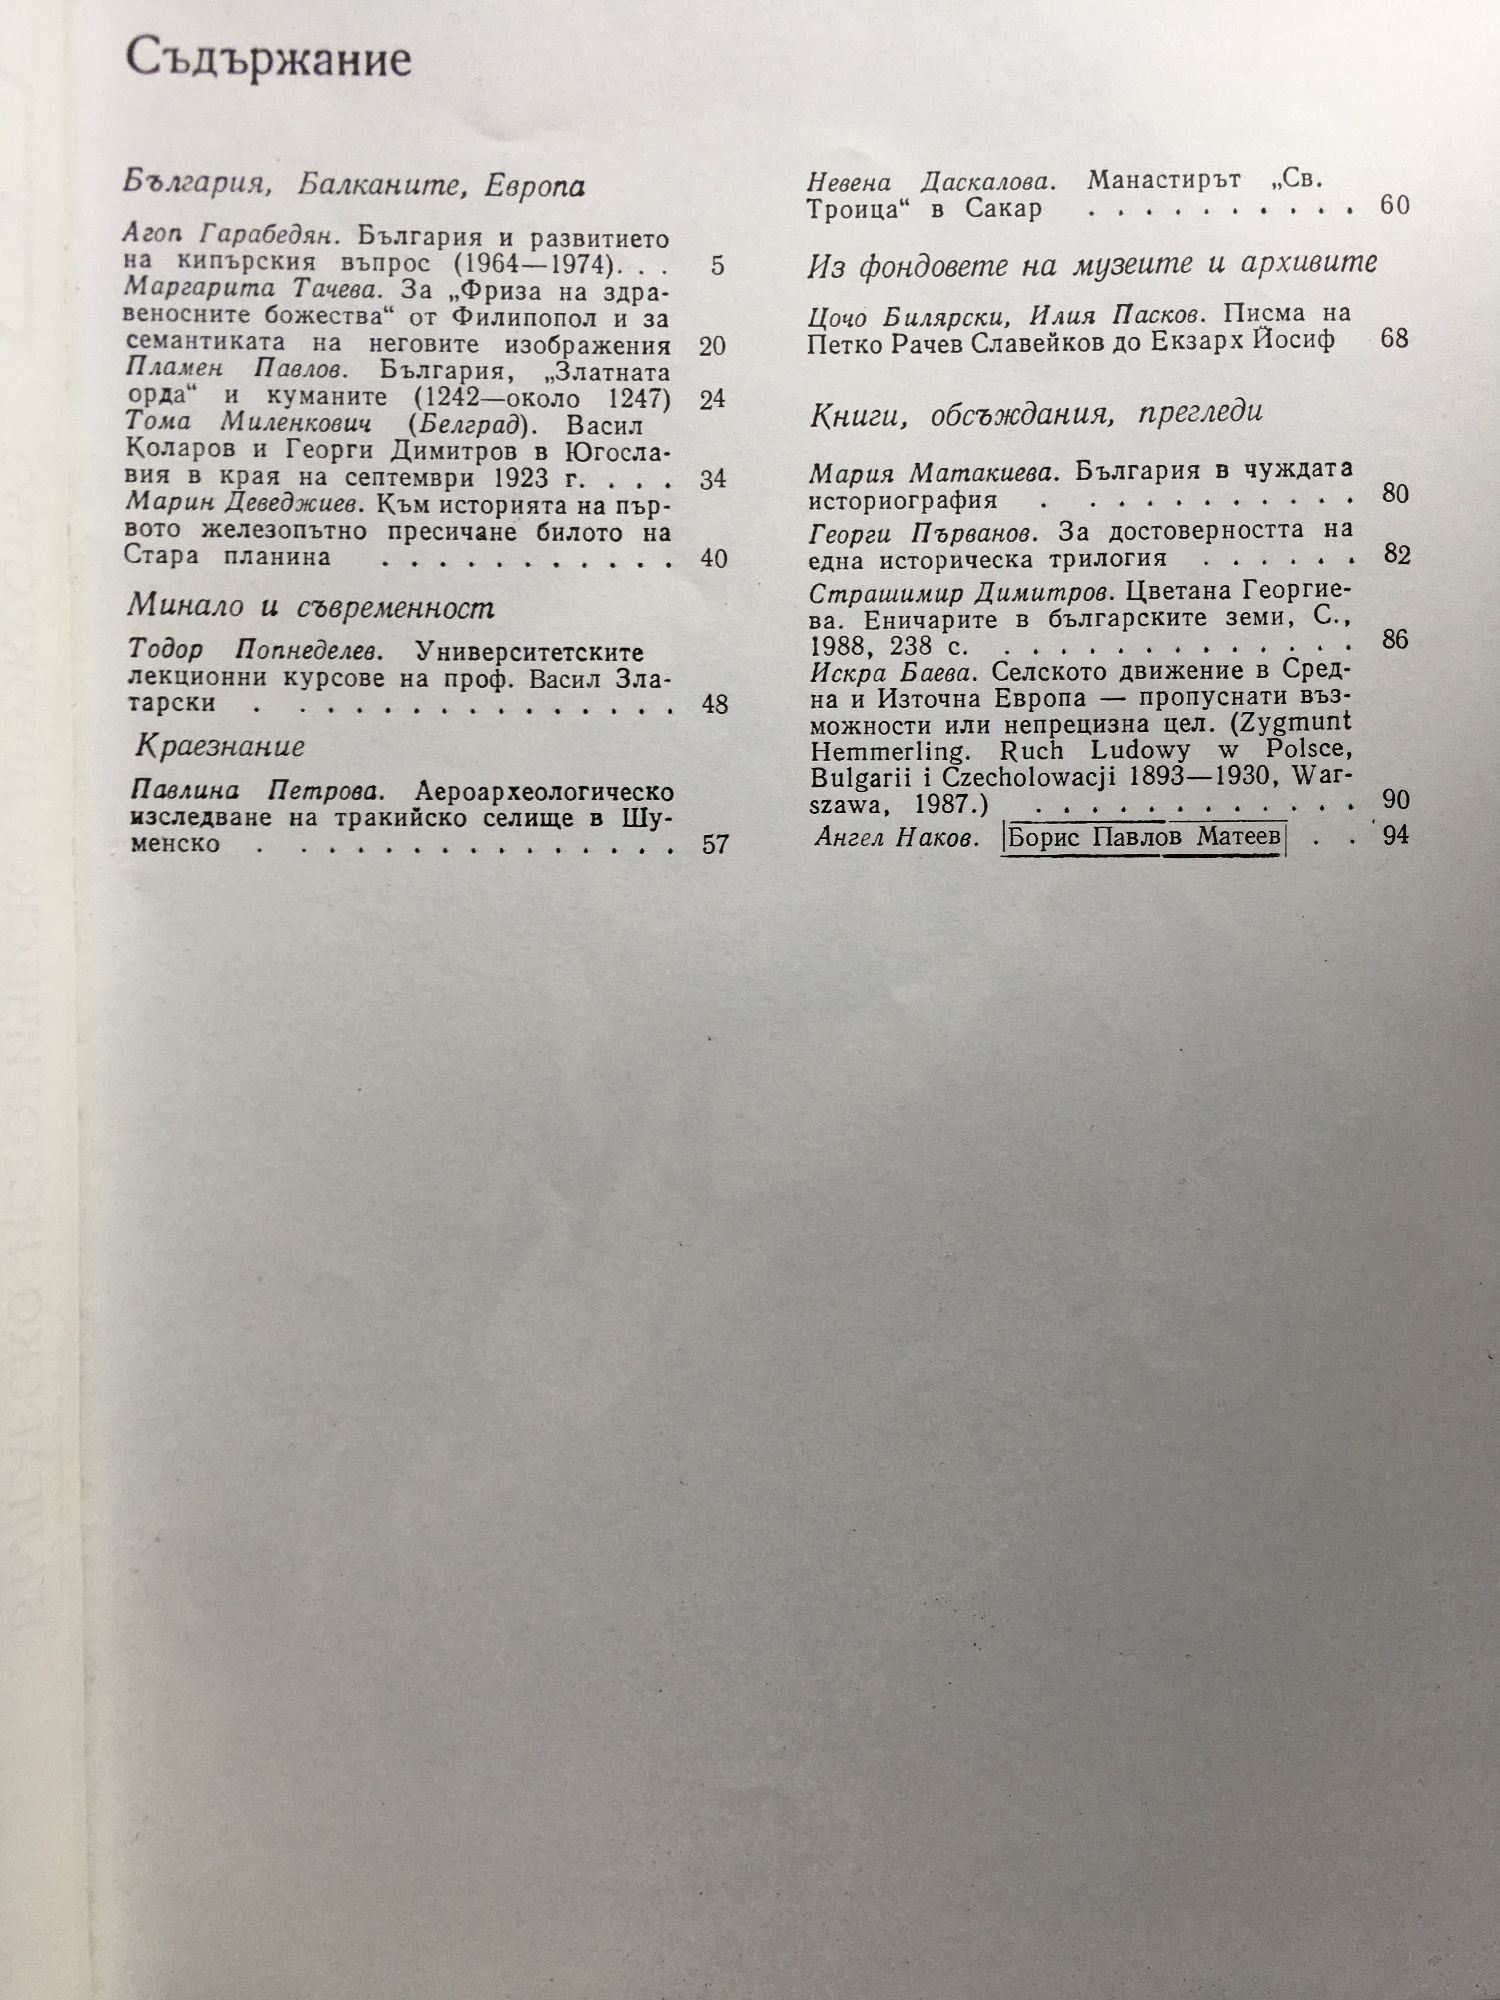 Съдържание
България, Балканите, Европа
Агоп Гарабедян. България и развитието
на кипърския въпрос (1964—1974). . . 5
Маргарита Тачева. За „Фриза на здра-
веносните божества“ от Филипопол и за
семантиката на неговите изображения 20
Пламен Павлов. България, „Златната
орда“ и куманите (1242—около 1247) 24
Тома Миленкович (Белград). Васил
Коларов и Георги Димитров в Югосла-
вия в края на септември 1923 г. . . . 34
Марин Деведжиев. Към историята на пър-
вото железопътно пресичане билото на
Стара планина . . . . . . . . . . . 40
Минало и съвременност
Тодор Попнеделев. Университетските
лекционни курсове на проф. Васил Зла-
тарски . . . . . . . . . . . . . . . 48
Краезнание
Павлина Петрова. Аероархеологическо
изследване на тракийско селище в Шу-
менско . . . . . . . . . . . . . . . 57
Невена Даскалова. Манастирът „Св.
Троица“ в Сакар . . . . . . . . . . 60
Из фондовете на музеите и архивите
Цочо Билярски, Илия Пасков. Писма на
Петко Рачев Славейков до Екзарх Йосиф 68
Книги, обсъждания, прегледи
Мария Матакиева. България в чуждата
историография . . . . . . . . . . . 80
Георги Първанов. За достоверността на
една историческа трилогия . . . . . . 82
Страшимир Димитров. Цветана Георгие-
ва. Еничарите в българските земи, С.,
1988, 238 с. . . . . . . . . . . . . . 86
Искра Баева. Селското движение в Сред-
на и Източна Европа — пропуснати въз-
можности или непрецизна цел. (Zygmunt
Hemmerling. Ruch Ludowy w Polsce,
Bulgarii i Czecholowacji 1893—1930, War-
szawa, 1987.) . . . . . . . . . . . . 90
Ангел Наков. Борис Павлов Матеев . . 94